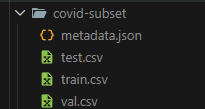 covid-subset
metadata.json
test.csv
train.csv
val.csv